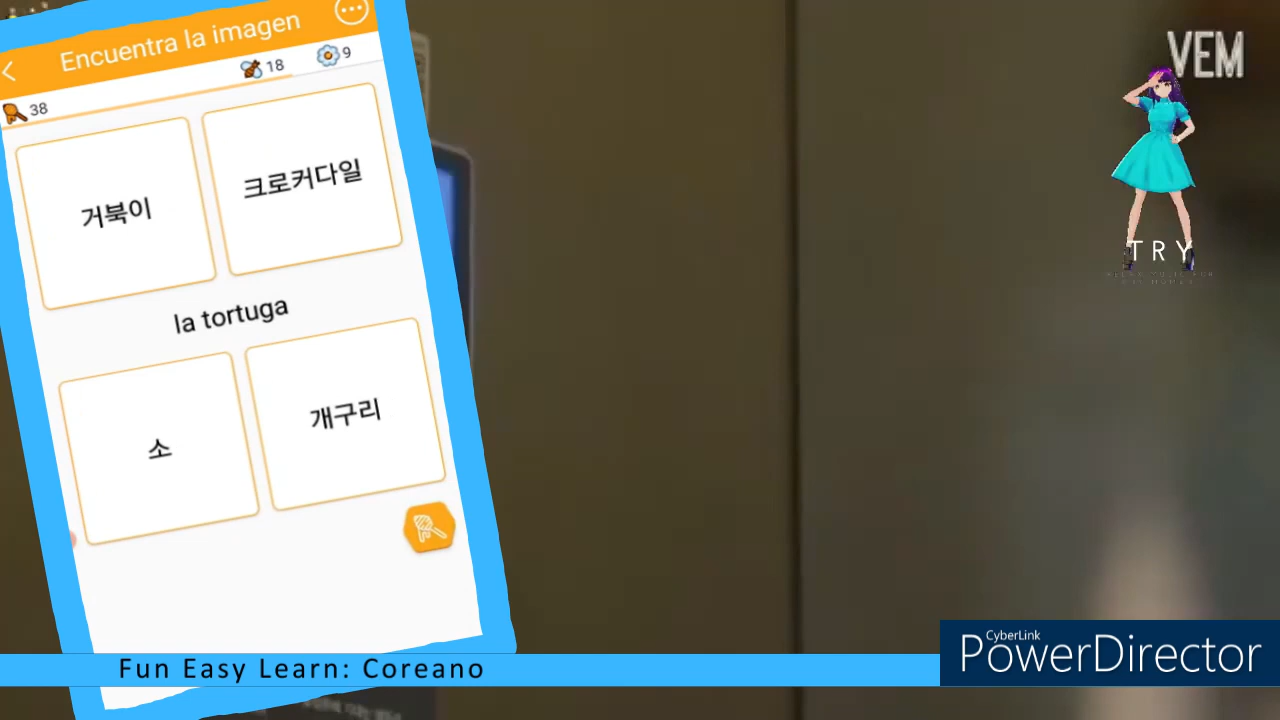 Encuentra la imagen
18
9
38
거북이
크로커다일
la tortuga
소
개구리
VEM
TRY
Fun Easy Learn: Coreano
CyberLink
PowerDirector